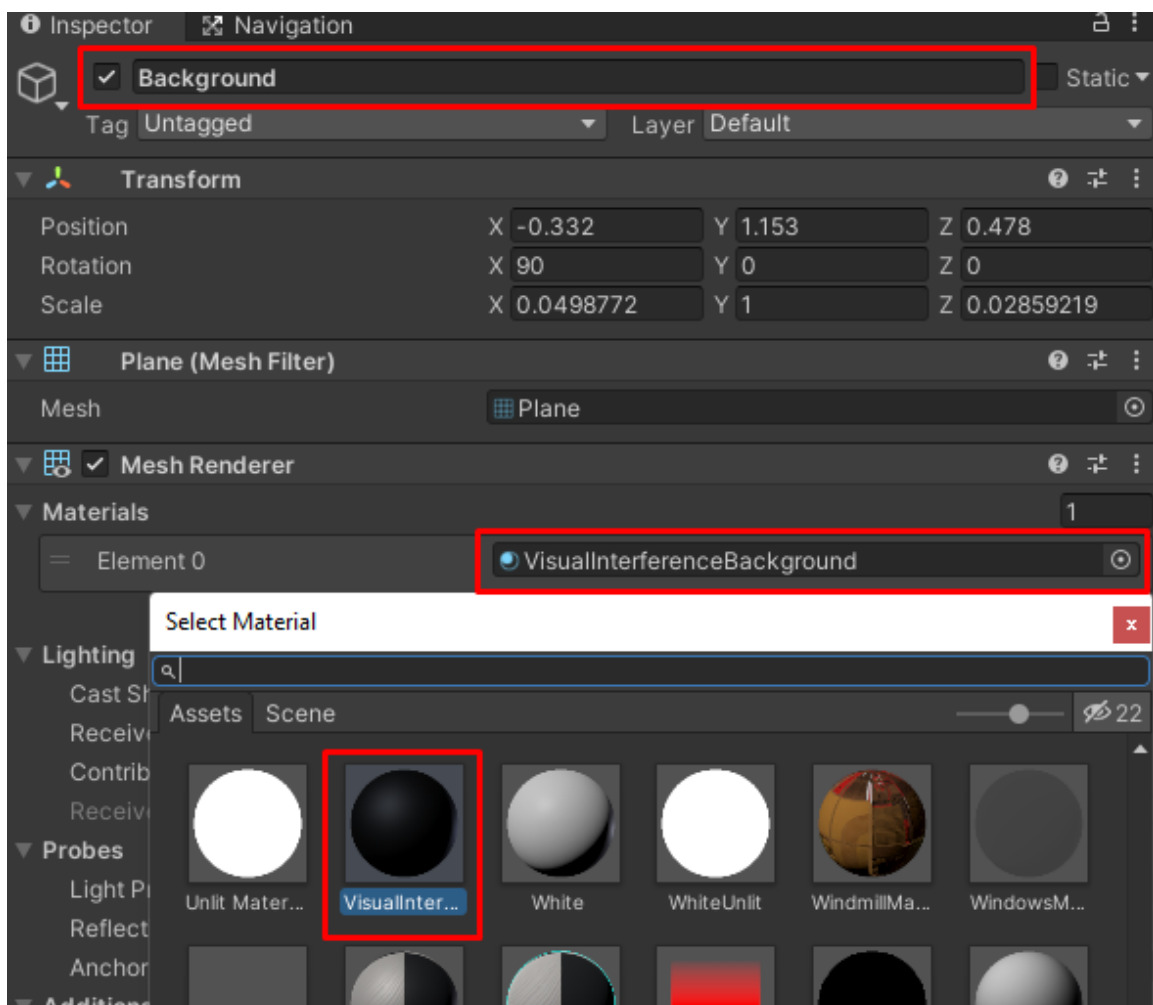 Inspector Navigation
Background Static
Tag Untagged Layer Default
Transform
Position X -0.332 Y 1.153 Z 0.478
Rotation X 90 Y 0 Z 0
Scale X 0.0498772 Y 1 Z 0.02859219
Plane (Mesh Filter)
Mesh Plane
Mesh Renderer
Materials 1
Element 0 VisualInterferenceBackground
Select Material x
Lighting
Cast Sh
Assets Scene 22
Receive
Contrib
Receive
Probes
Light Pr
Unlit Mater... VisualInter... White WhiteUnlit WindmillMa... WindowsM...
Reflect
Anchor
Additiona